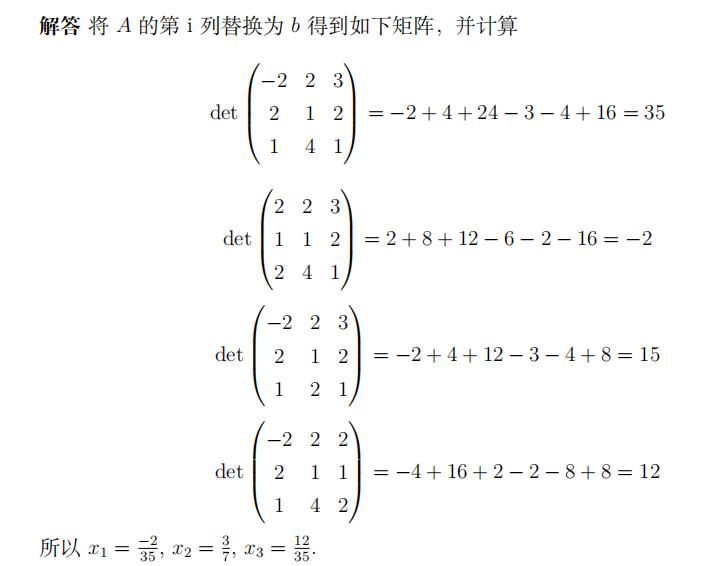 解答 将 A 的第 i 列替换为 b 得到如下矩阵，并计算
det \begin{pmatrix} -2 & 2 & 3 \\ 2 & 1 & 2 \\ 1 & 4 & 1 \end{pmatrix} = −2 + 4 + 24 − 3 − 4 + 16 = 35
det \begin{pmatrix} 2 & 2 & 3 \\ 1 & 1 & 2 \\ 2 & 4 & 1 \end{pmatrix} = 2 + 8 + 12 − 6 − 2 − 16 = −2
det \begin{pmatrix} -2 & 2 & 3 \\ 2 & 1 & 2 \\ 1 & 2 & 1 \end{pmatrix} = −2 + 4 + 12 − 3 − 4 + 8 = 15
det \begin{pmatrix} -2 & 2 & 2 \\ 2 & 1 & 1 \\ 1 & 4 & 2 \end{pmatrix} = −4 + 16 + 2 − 2 − 8 + 8 = 12
所以 x_1 = \frac{-2}{35}, x_2 = \frac{3}{7}, x_3 = \frac{12}{35}.